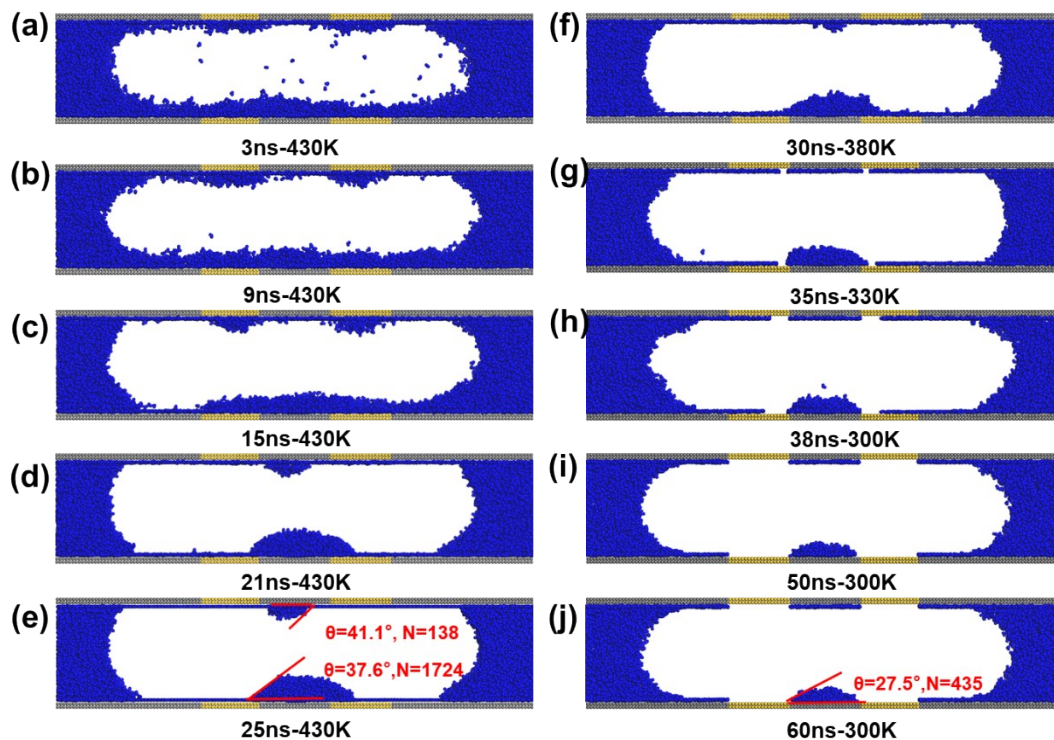 (a)
3ns-430K
(b)
9ns-430K
(c)
15ns-430K
(d)
21ns-430K
(e)
θ=41.1°, N=138
θ=37.6°,N=1724
25ns-430K
(f)
30ns-380K
(g)
35ns-330K
(h)
38ns-300K
(i)
50ns-300K
(j)
θ=27.5°,N=435
60ns-300K